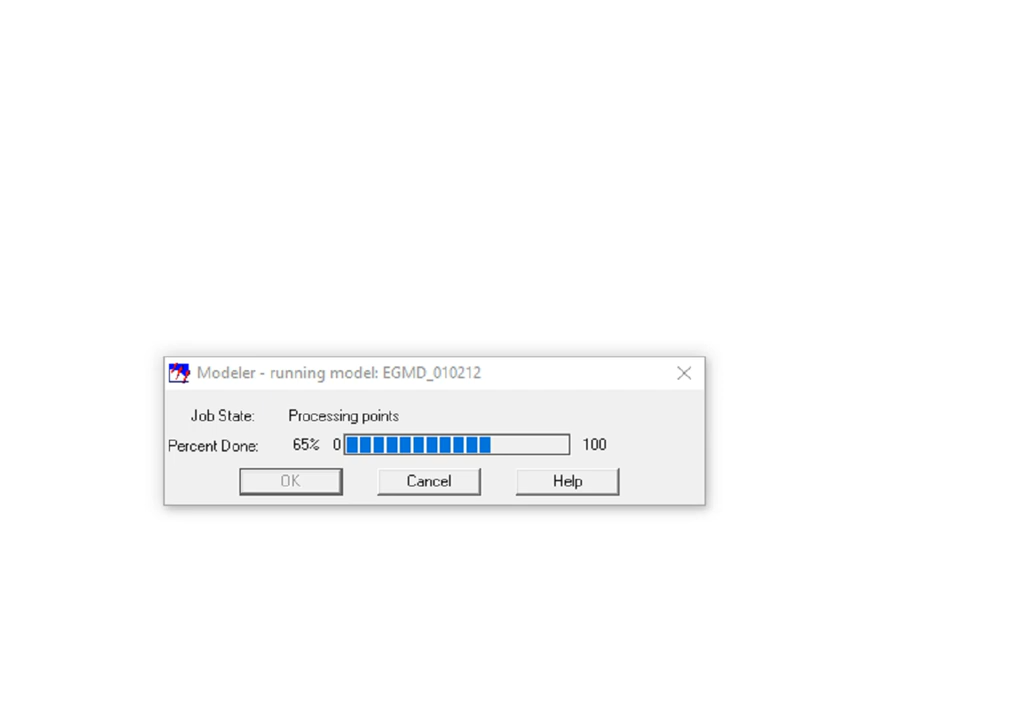 Modeler - running model: EGMD_010212
Job State: Processing points
Percent Done: 65% 0 100
OK Cancel Help